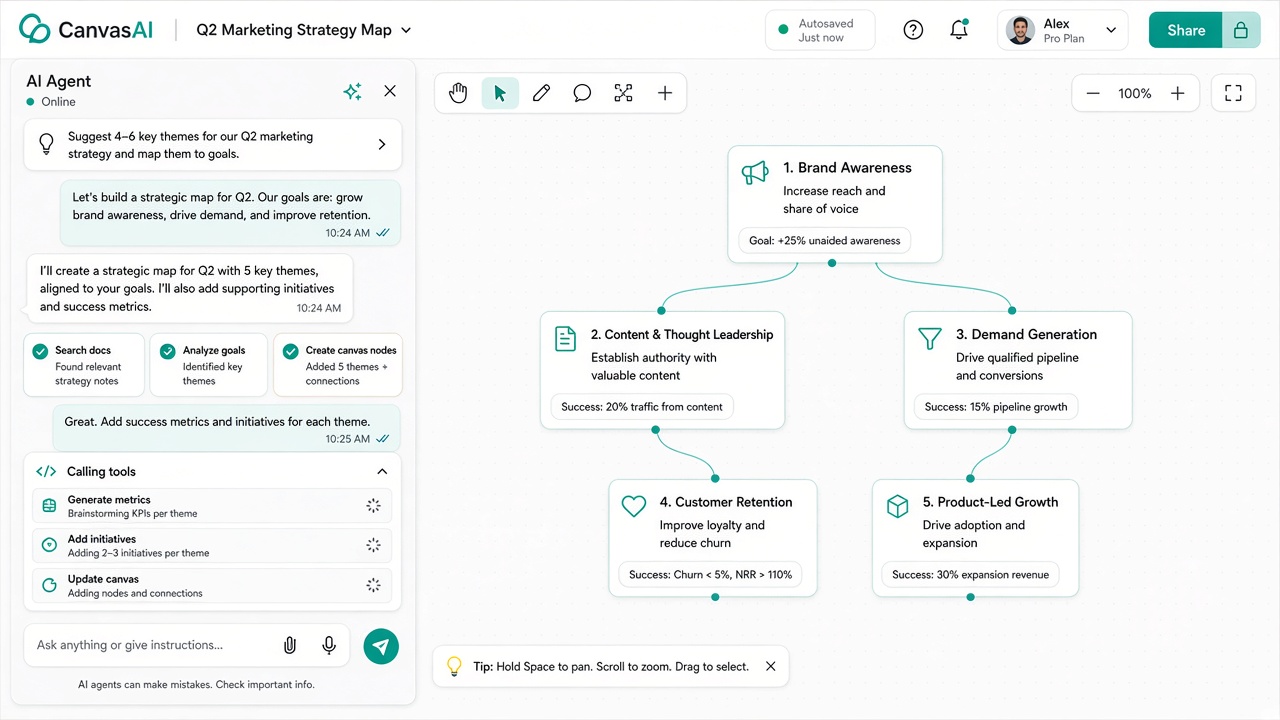 CanvasAI
Q2 Marketing Strategy Map
Autosaved
Just now
Alex
Pro Plan
Share
AI Agent
Online
Suggest 4–6 key themes for our Q2 marketing
strategy and map them to goals.
Let's build a strategic map for Q2. Our goals are: grow
brand awareness, drive demand, and improve retention.
10:24 AM
I'll create a strategic map for Q2 with 5 key themes,
aligned to your goals. I'll also add supporting initiatives
and success metrics.
10:24 AM
Search docs
Found relevant
strategy notes
Analyze goals
Identified key
themes
Create canvas nodes
Added 5 themes +
connections
Great. Add success metrics and initiatives for each theme.
10:25 AM
</> Calling tools
Generate metrics
Brainstorming KPIs per theme
Add initiatives
Adding 2–3 initiatives per theme
Update canvas
Adding nodes and connections
Ask anything or give instructions...
AI agents can make mistakes. Check important info.
100%
1. Brand Awareness
Increase reach and
share of voice
Goal: +25% unaided awareness
2. Content & Thought Leadership
Establish authority with
valuable content
Success: 20% traffic from content
3. Demand Generation
Drive qualified pipeline
and conversions
Success: 15% pipeline growth
4. Customer Retention
Improve loyalty and
reduce churn
Success: Churn < 5%, NRR > 110%
5. Product-Led Growth
Drive adoption and
expansion
Success: 30% expansion revenue
Tip: Hold Space to pan. Scroll to zoom. Drag to select.